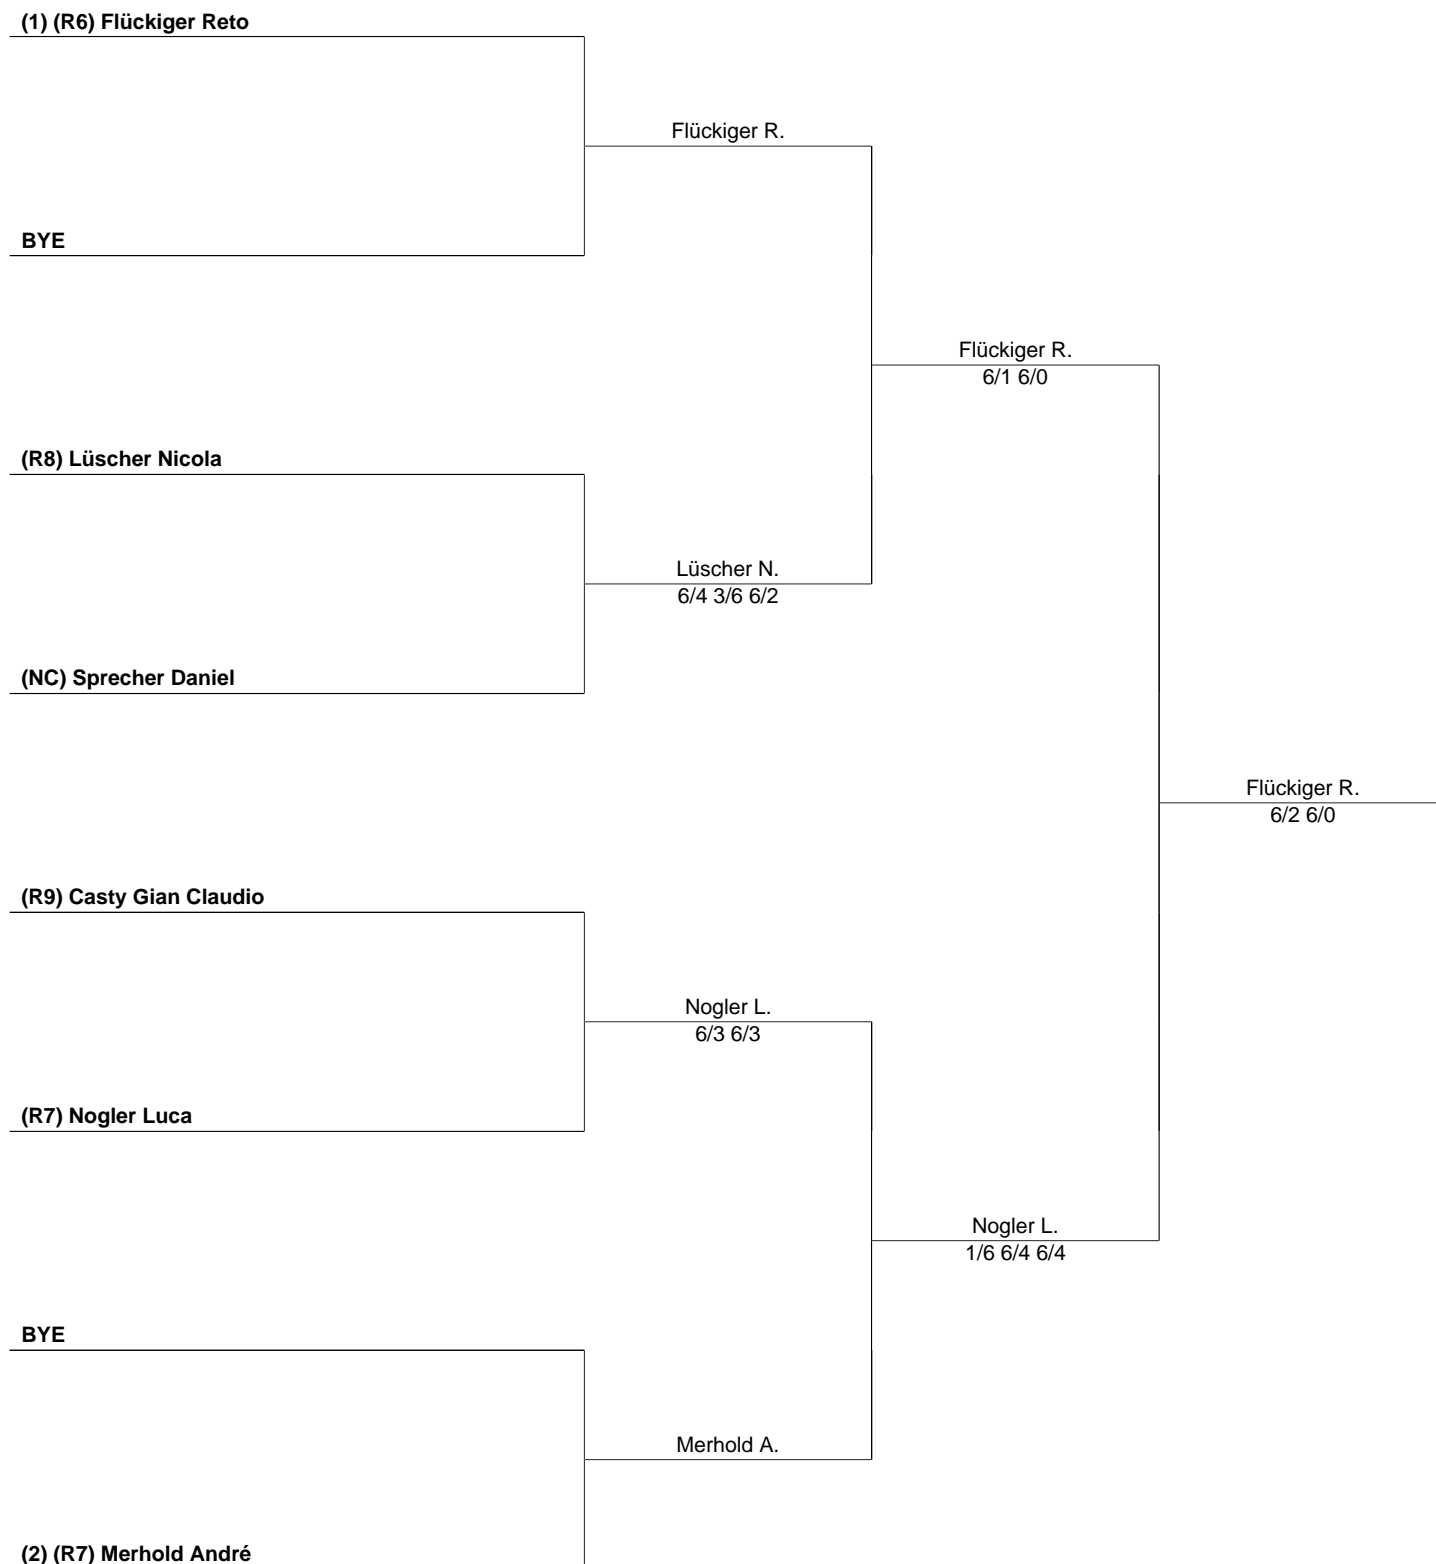 (1) (R6) Flückiger Reto
Flückiger R.
BYE
Flückiger R.
6/1 6/0
(R8) Lüscher Nicola
Lüscher N.
6/4 3/6 6/2
(NC) Sprecher Daniel
Flückiger R.
6/2 6/0
(R9) Casty Gian Claudio
Nogler L.
6/3 6/3
(R7) Nogler Luca
Nogler L.
1/6 6/4 6/4
BYE
Merhold A.
(2) (R7) Merhold André